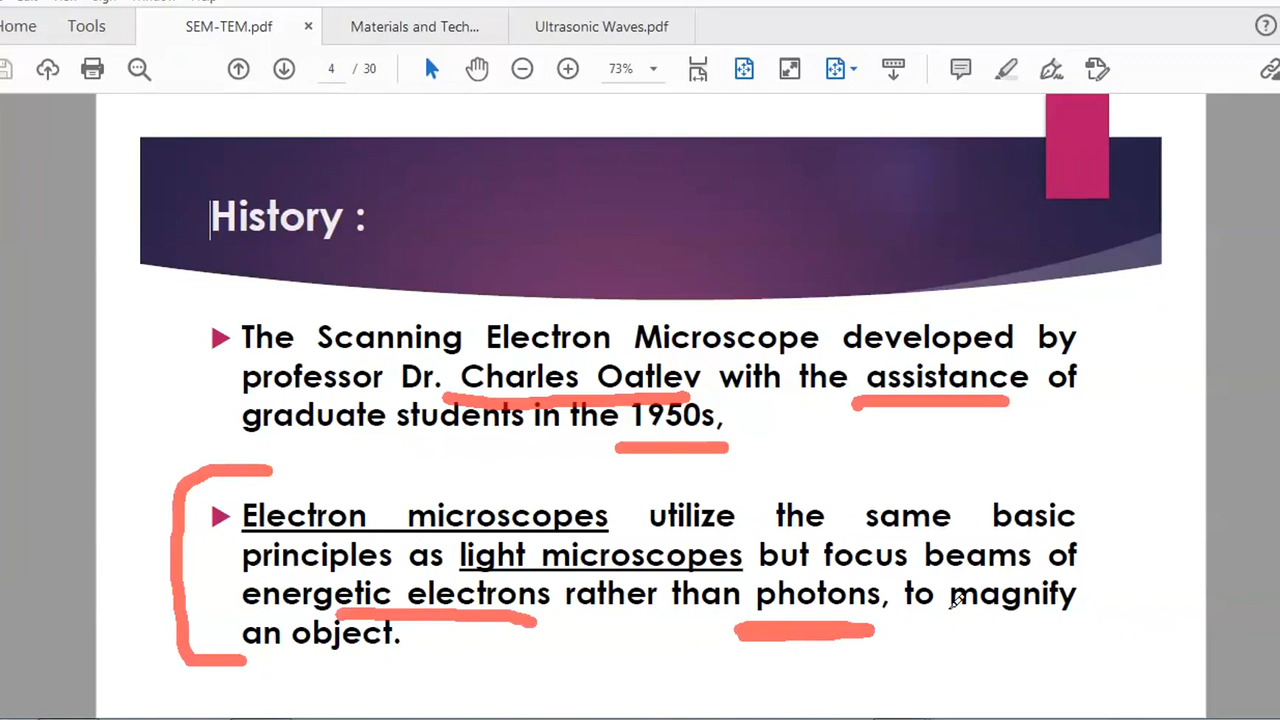 Home Tools SEM-TEM.pdf × Materials and Tech... Ultrasonic Waves.pdf ?
4 / 30 73%
History :
The Scanning Electron Microscope developed by
professor Dr. Charles Oatley with the assistance of
graduate students in the 1950s,
Electron microscopes utilize the same basic
principles as light microscopes but focus beams of
energetic electrons rather than photons, to magnify
an object.